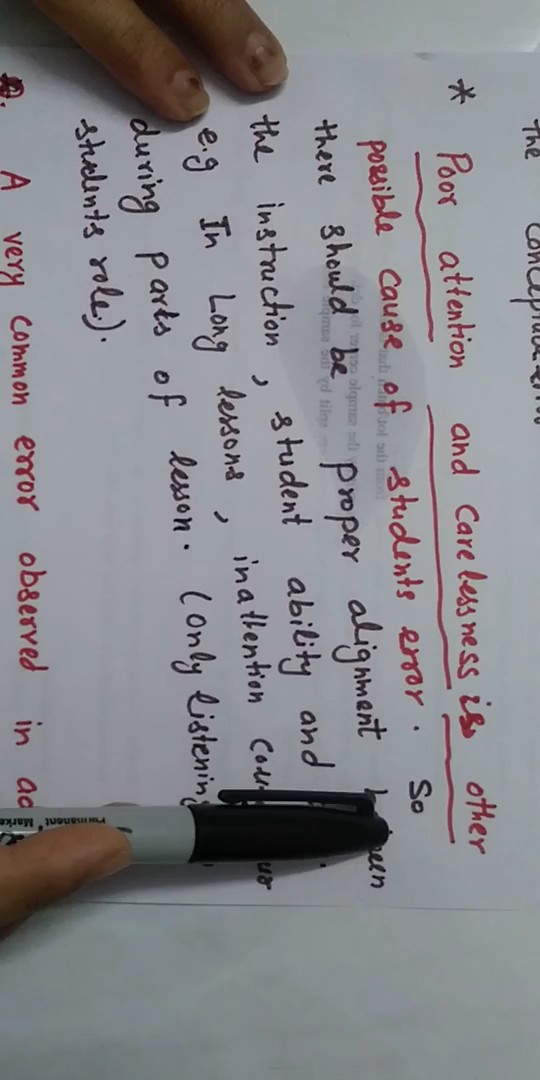 the
* Poor attention and carelessness is other
possible cause of students error. So
there should be proper alignment
the instruction, student ability and
e.g In Long lessons, inattention
during parts of lesson. (only listening
students role).
A very common error observed in